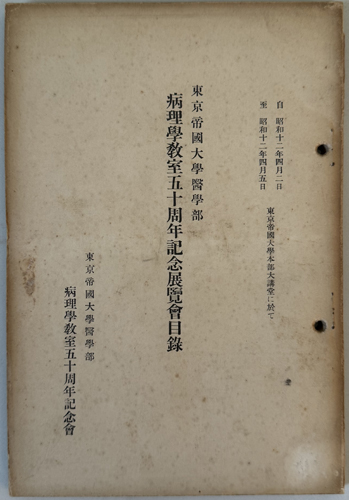 自 昭和十二年四月二日
至 昭和十二年四月五日
東京帝國大學本部大講堂に於て
東京帝國大學醫學部
病理學教室五十周年記念展覽會目錄
東京帝國大學醫學部
病理學教室五十周年記念會